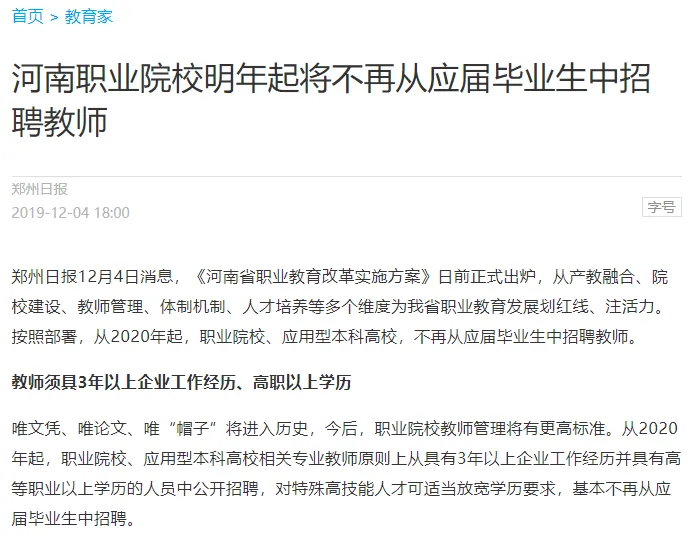 首页 > 教育家
河南职业院校明年起将不再从应届毕业生中招
聘教师
郑州日报
2019-12-04 18:00
字号
郑州日报12月4日消息，《河南省职业教育改革实施方案》日前正式出炉，从产教融合、院
校建设、教师管理、体制机制、人才培养等多个维度为我省职业教育发展划红线、注活力。
按照部署，从2020年起，职业院校、应用型本科高校，不再从应届毕业生中招聘教师。
教师须具3年以上企业工作经历、高职以上学历
唯文凭、唯论文、唯“帽子”将进入历史，今后，职业院校教师管理将有更高标准。从2020
年起，职业院校、应用型本科高校相关专业教师原则上从具有3年以上企业工作经历并具有高
等职业以上学历的人员中公开招聘，对特殊高技能人才可适当放宽学历要求，基本不再从应
届毕业生中招聘。